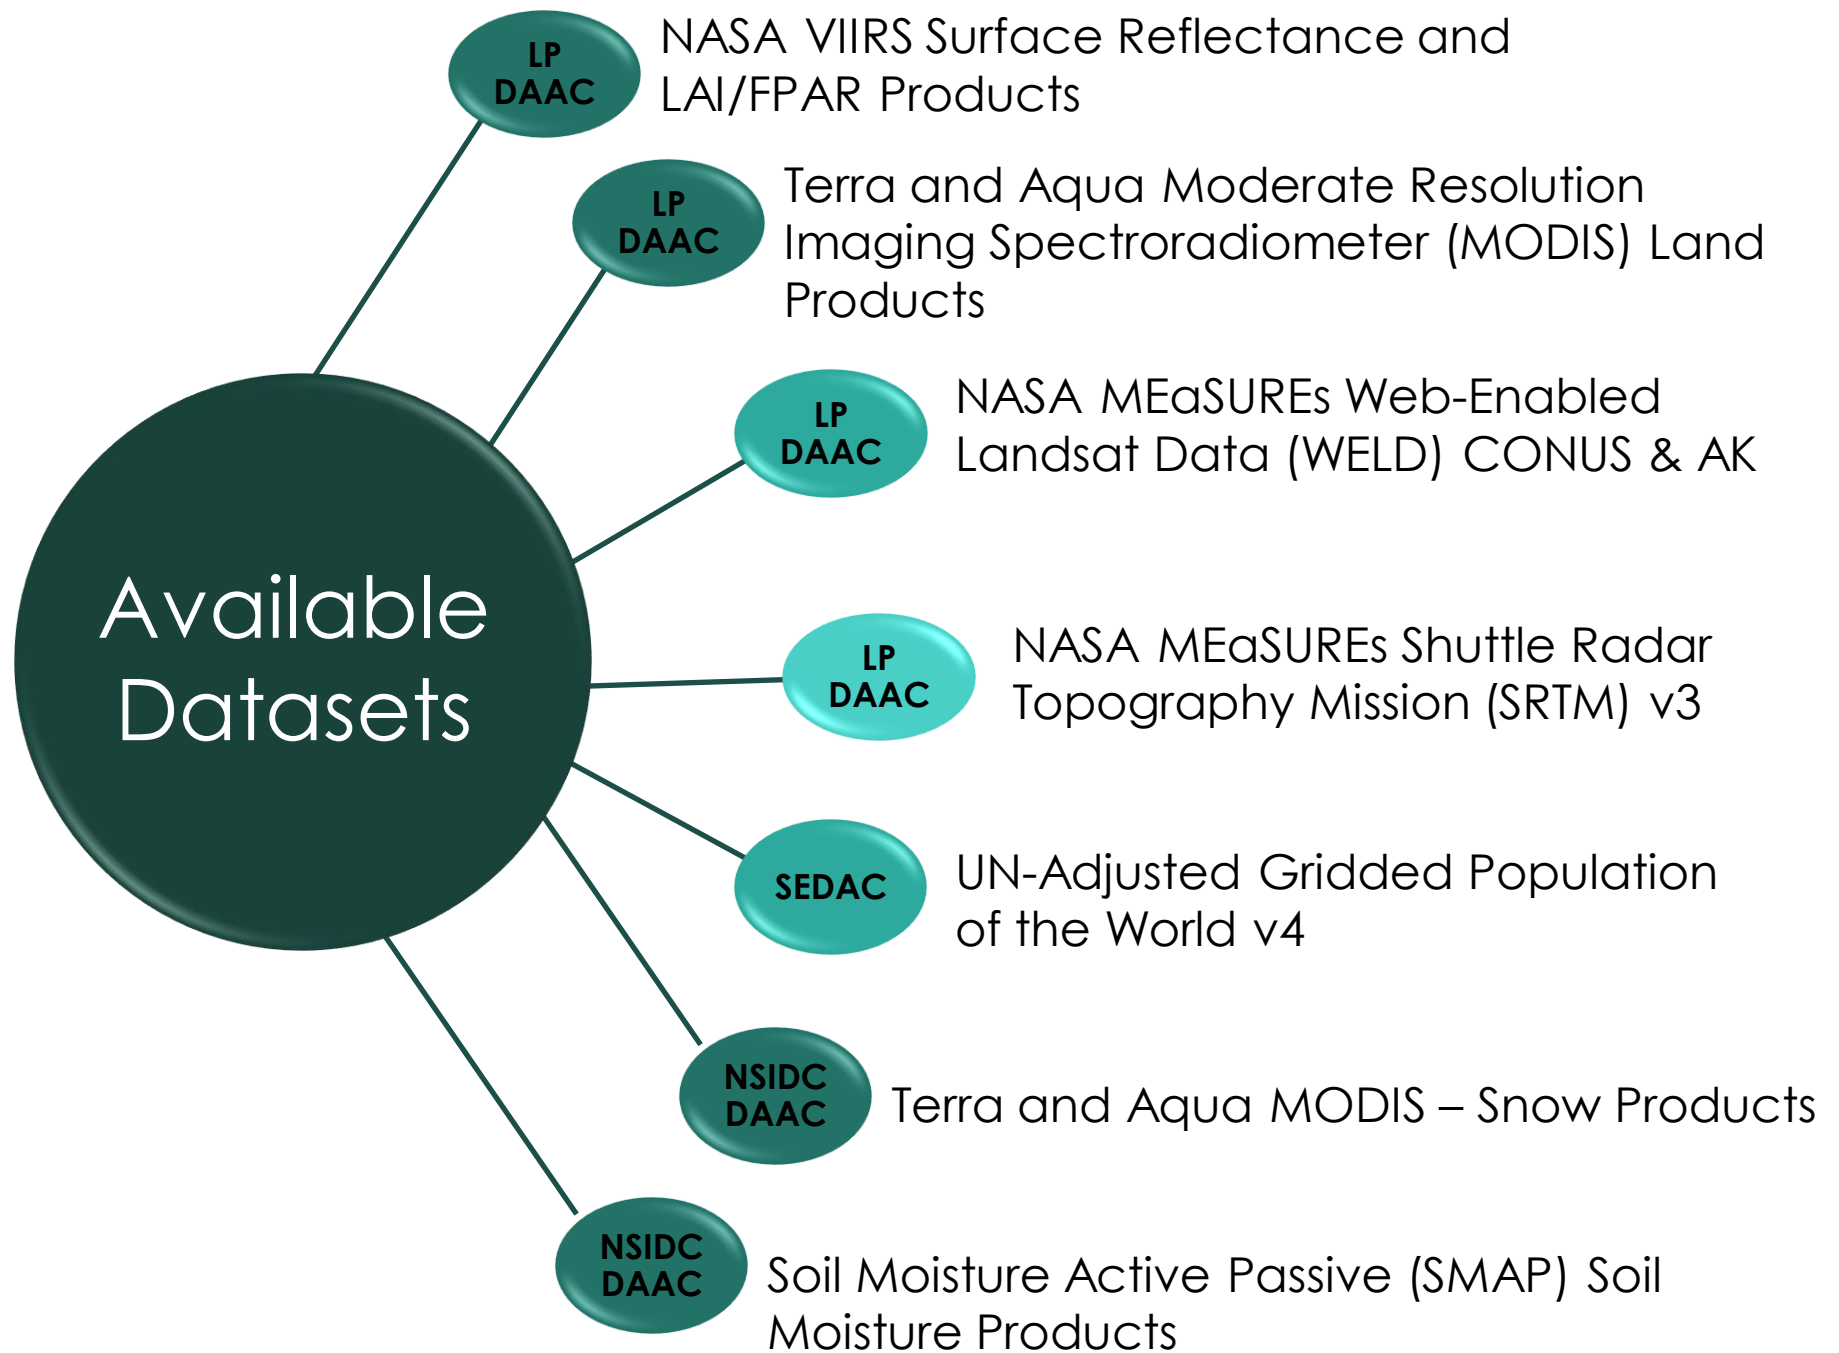 LP
DAAC
NASA VIIRS Surface Reflectance and
LAI/FPAR Products
LP
DAAC
Terra and Aqua Moderate Resolution
Imaging Spectroradiometer (MODIS) Land
Products
LP
DAAC
NASA MEaSUREs Web-Enabled
Landsat Data (WELD) CONUS & AK
Available
Datasets
LP
DAAC
NASA MEaSUREs Shuttle Radar
Topography Mission (SRTM) v3
SEDAC
UN-Adjusted Gridded Population
of the World v4
NSIDC
DAAC
Terra and Aqua MODIS – Snow Products
NSIDC
DAAC
Soil Moisture Active Passive (SMAP) Soil
Moisture Products